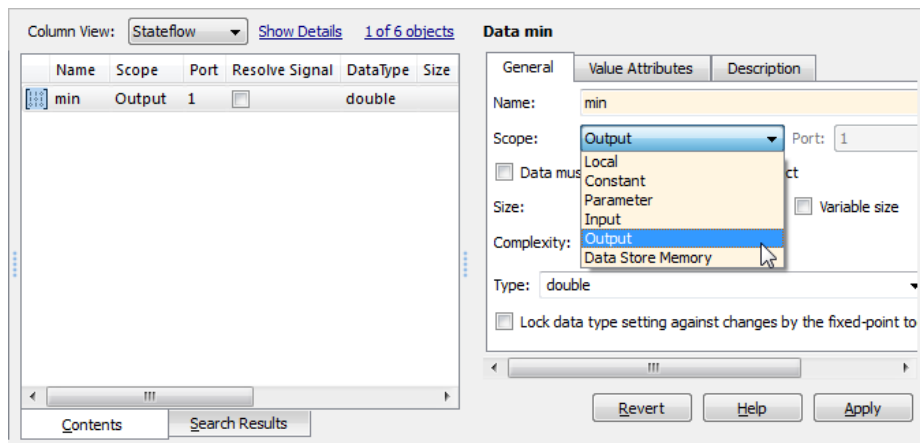 Column View: Stateflow Show Details 1 of 6 objects
Name Scope Port Resolve Signal DataType Size
min Output 1 double
Contents Search Results
Data min
General Value Attributes Description
Name: min
Scope: Output Port: 1
Local
Constant
Parameter
Input
Output
Data Store Memory
Data mus ct
Size: Variable size
Complexity:
Type: double
Lock data type setting against changes by the fixed-point to
Revert Help Apply